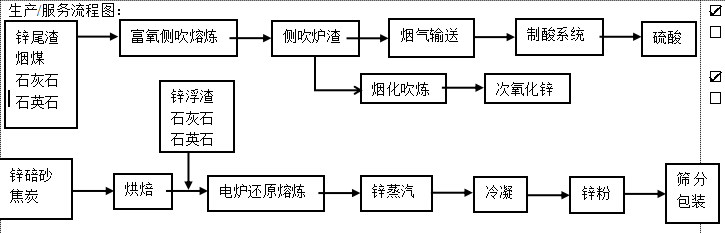 生产/服务流程图：
锌尾渣
烟煤
石灰石
石英石
富氧侧吹熔炼
侧吹炉渣
烟气输送
制酸系统
硫酸
烟化吹炼
次氧化锌
锌浮渣
石灰石
石英石
锌碚砂
焦炭
烘焙
电炉还原熔炼
锌蒸汽
冷凝
锌粉
筛分
包装